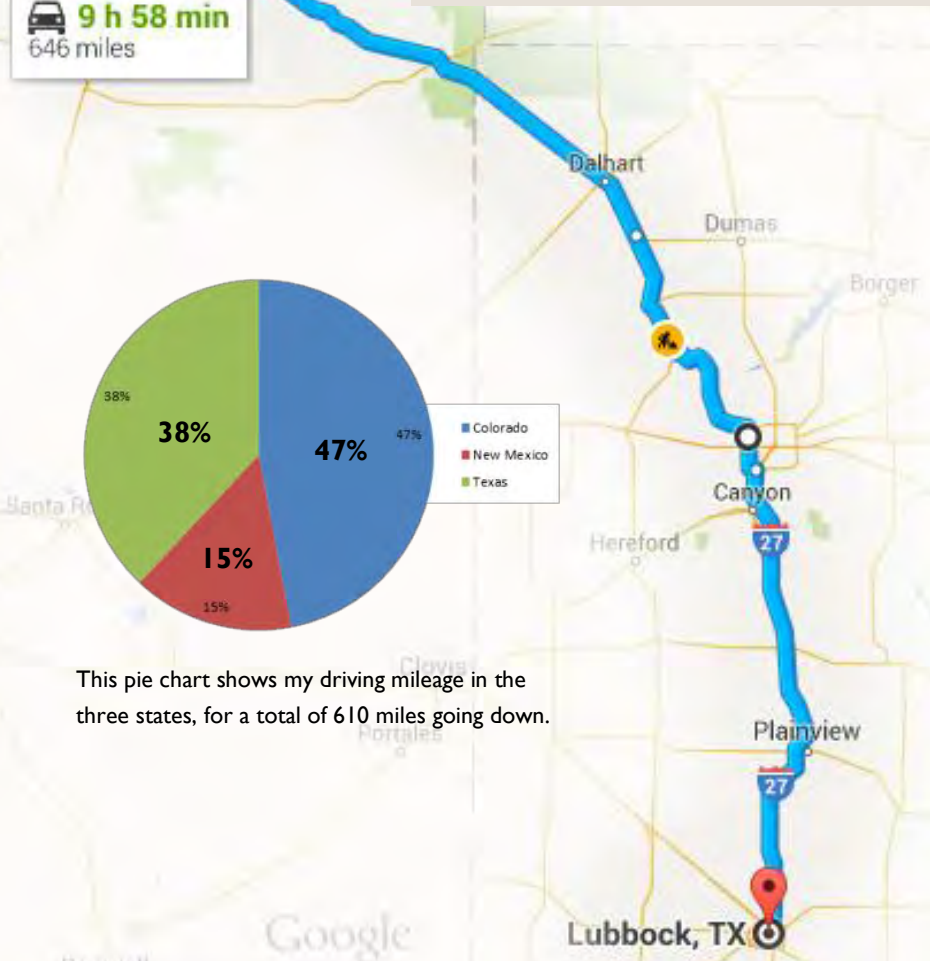 9 h 58 min
646 miles
Dalhart
Dumas
Borger
38%
38%
47%
47%
Colorado
New Mexico
Texas
Canyon
Santa
27
Hereford
15%
15%
Clovis
This pie chart shows my driving mileage in the
three states, for a total of 610 miles going down.
Portales
Plainview
27
Google
Lubbock, TX